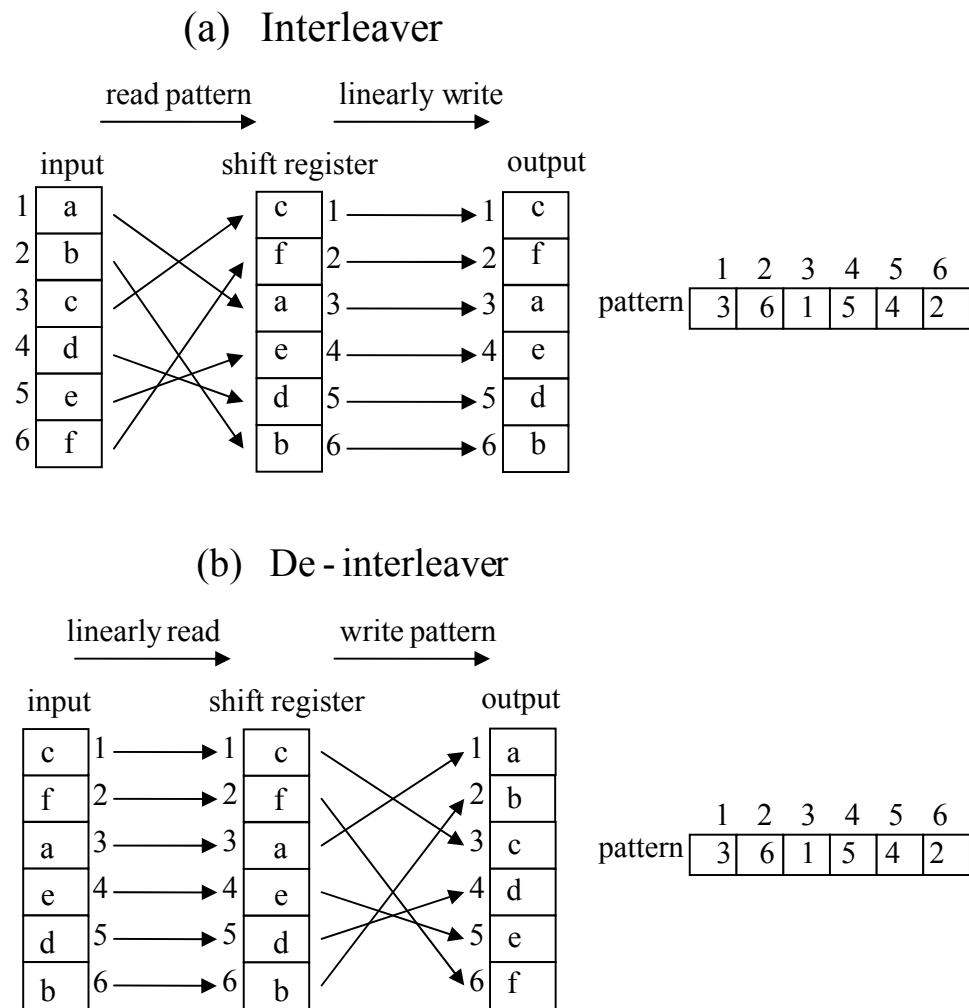 (a) Interleaver
read pattern linearly write
input shift register output
1 a c 1 1 c
2 b f 2 2 f
3 c a 3 3 a
4 d e 4 4 e
5 e d 5 5 d
6 f b 6 6 b
1 2 3 4 5 6
pattern 3 6 1 5 4 2
(b) De - interleaver
linearly read write pattern
input shift register output
c 1 1 c 1 a
f 2 2 f 2 b
a 3 3 a 3 c
e 4 4 e 4 d
d 5 5 d 5 e
b 6 6 b 6 f
1 2 3 4 5 6
pattern 3 6 1 5 4 2